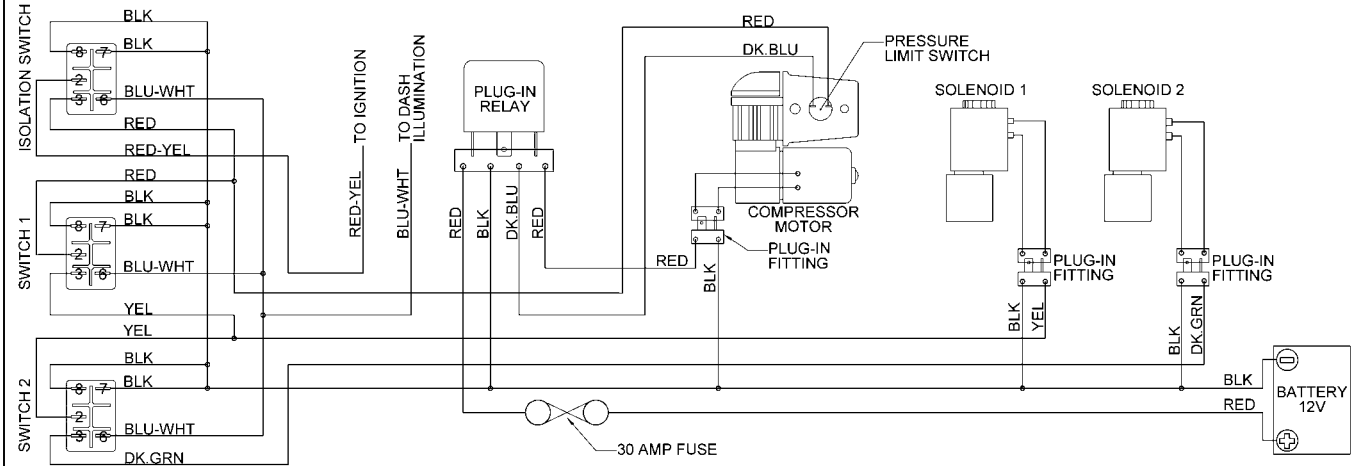 ISOLATION SWITCH
BLK
BLK
8 7
2
3 6
BLU-WHT
RED
RED-YEL
RED
BLK
BLK
SWITCH 1
8 7
2
3 6
BLU-WHT
YEL
YEL
BLK
BLK
SWITCH 2
8 7
2
3 6
BLU-WHT
DK.GRN
TO IGNITION
RED-YEL
TO DASH
ILLUMINATION
BLU-WHT
PLUG-IN
RELAY
RED
BLK
DK.BLU
RED
RED
DK.BLU
PRESSURE
LIMIT SWITCH
COMPRESSOR
MOTOR
PLUG-IN
FITTING
RED
BLK
SOLENOID 1
PLUG-IN
FITTING
BLK
YEL
SOLENOID 2
PLUG-IN
FITTING
BLK
DK.GRN
BLK
RED
BATTERY
12V
30 AMP FUSE